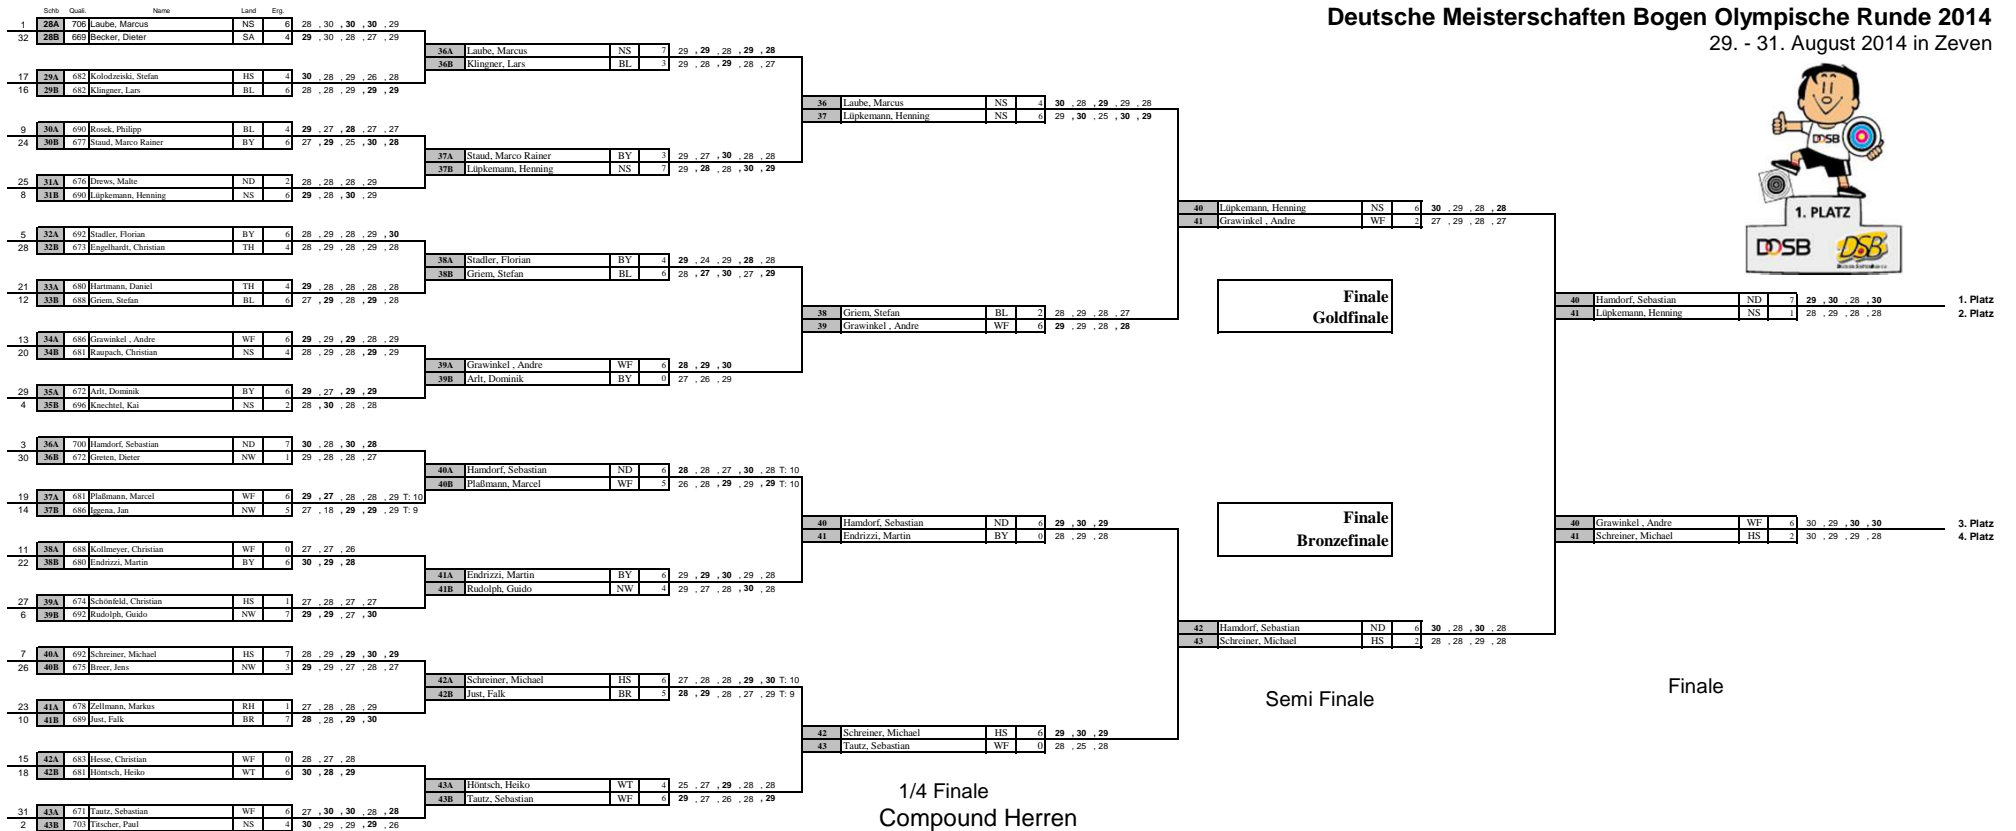 Deutsche Meisterschaften Bogen Olympische Runde 2014
29. - 31. August 2014 in Zeven
Schb Quali. Name Land Erg.
1 28A 706 Laube, Marcus NS 6 28 , 30 , 30 , 30 , 29
32 28B 669 Becker, Dieter SA 4 29 , 30 , 28 , 27 , 29
17 29A 682 Kolodzeiski, Stefan HS 4 30 , 28 , 29 , 26 , 28
16 29B 682 Klingner, Lars BL 6 28 , 28 , 29 , 29 , 29
9 30A 690 Rosek, Philipp BL 4 29 , 27 , 28 , 27 , 27
24 30B 677 Staud, Marco Rainer BY 6 27 , 29 , 25 , 30 , 28
25 31A 676 Drews, Malte ND 2 28 , 28 , 28 , 29
8 31B 690 Lüpkemann, Henning NS 6 29 , 28 , 30 , 29
5 32A 692 Stadler, Florian BY 6 28 , 29 , 28 , 29 , 30
28 32B 673 Engelhardt, Christian TH 4 28 , 29 , 28 , 29 , 28
21 33A 680 Hartmann, Daniel TH 4 29 , 28 , 28 , 28 , 28
12 33B 688 Griem, Stefan BL 6 27 , 29 , 28 , 29 , 28
13 34A 686 Grawinkel , Andre WF 6 29 , 29 , 29 , 28 , 29
20 34B 681 Raupach, Christian NS 4 28 , 29 , 28 , 29 , 29
29 35A 672 Arlt, Dominik BY 6 29 , 27 , 29 , 29
4 35B 696 Knechtel, Kai NS 2 28 , 30 , 28 , 28
3 36A 700 Hamdorf, Sebastian ND 7 30 , 28 , 30 , 28
30 36B 672 Greten, Dieter NW 1 29 , 28 , 28 , 27
19 37A 681 Plaßmann, Marcel WF 6 29 , 27 , 28 , 28 , 29 T: 10
14 37B 686 Iggena, Jan NW 5 27 , 18 , 29 , 29 , 29 T: 9
11 38A 688 Kollmeyer, Christian WF 0 27 , 27 , 26
22 38B 680 Endrizzi, Martin BY 6 30 , 29 , 28
27 39A 674 Schönfeld, Christian HS 1 27 , 28 , 27 , 27
6 39B 692 Rudolph, Guido NW 7 29 , 29 , 27 , 30
7 40A 692 Schreiner, Michael HS 7 28 , 29 , 29 , 30 , 29
26 40B 675 Breer, Jens NW 3 29 , 29 , 27 , 28 , 27
23 41A 678 Zellmann, Markus RH 1 27 , 28 , 28 , 29
10 41B 689 Just, Falk BR 7 28 , 28 , 29 , 30
15 42A 683 Hesse, Christian WF 0 28 , 27 , 28
18 42B 681 Höntsch, Heiko WT 6 30 , 28 , 29
31 43A 671 Tautz, Sebastian WF 6 27 , 30 , 30 , 28 , 28
2 43B 703 Titscher, Paul NS 4 30 , 29 , 29 , 29 , 26
36A Laube, Marcus NS 7 29 , 29 , 28 , 29 , 28
36B Klingner, Lars BL 3 29 , 28 , 29 , 28 , 27
37A Staud, Marco Rainer BY 3 29 , 27 , 30 , 28 , 28
37B Lüpkemann, Henning NS 7 29 , 28 , 28 , 30 , 29
38A Stadler, Florian BY 4 29 , 24 , 29 , 28 , 28
38B Griem, Stefan BL 6 28 , 27 , 30 , 27 , 29
39A Grawinkel , Andre WF 6 28 , 29 , 30
39B Arlt, Dominik BY 0 27 , 26 , 29
40A Hamdorf, Sebastian ND 6 28 , 28 , 27 , 30 , 28 T: 10
40B Plaßmann, Marcel WF 5 26 , 28 , 29 , 29 , 29 T: 10
41A Endrizzi, Martin BY 6 29 , 29 , 30 , 29 , 28
41B Rudolph, Guido NW 4 29 , 27 , 28 , 30 , 28
42A Schreiner, Michael HS 6 27 , 28 , 28 , 29 , 30 T: 10
42B Just, Falk BR 5 28 , 29 , 28 , 27 , 29 T: 9
43A Höntsch, Heiko WT 4 25 , 27 , 29 , 28 , 28
43B Tautz, Sebastian WF 6 29 , 27 , 26 , 28 , 29
36 Laube, Marcus NS 4 30 , 28 , 29 , 29 , 28
37 Lüpkemann, Henning NS 6 29 , 30 , 25 , 30 , 29
38 Griem, Stefan BL 2 28 , 29 , 28 , 27
39 Grawinkel , Andre WF 6 29 , 29 , 28 , 28
40 Hamdorf, Sebastian ND 6 29 , 30 , 29
41 Endrizzi, Martin BY 0 28 , 29 , 28
42 Schreiner, Michael HS 6 29 , 30 , 29
43 Tautz, Sebastian WF 0 28 , 25 , 28
1/4 Finale
Compound Herren
40 Lüpkemann, Henning NS 6 30 , 29 , 28 , 28
41 Grawinkel , Andre WF 2 27 , 29 , 28 , 27
Finale
Goldfinale
Finale
Bronzefinale
42 Hamdorf, Sebastian ND 6 30 , 28 , 30 , 28
43 Schreiner, Michael HS 2 28 , 28 , 29 , 28
Semi Finale
DOSB
1. PLATZ
DOSB DSB
40 Hamdorf, Sebastian ND 7 29 , 30 , 28 , 30 1. Platz
41 Lüpkemann, Henning NS 1 28 , 29 , 28 , 28 2. Platz
40 Grawinkel , Andre WF 6 30 , 29 , 30 , 30 3. Platz
41 Schreiner, Michael HS 2 30 , 29 , 29 , 28 4. Platz
Finale